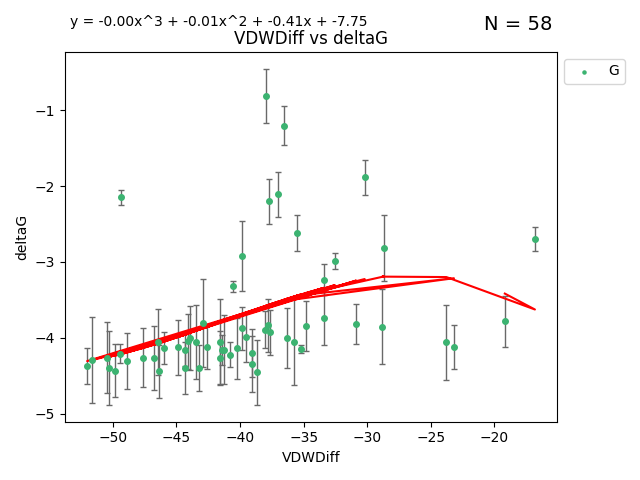 y = -0.00x^3 + -0.01x^2 + -0.41x + -7.75
N = 58
VDWDiff vs deltaG
G
deltaG
−1
−2
−3
−4
−5
−50
−45
−40
−35
−30
−25
−20
VDWDiff